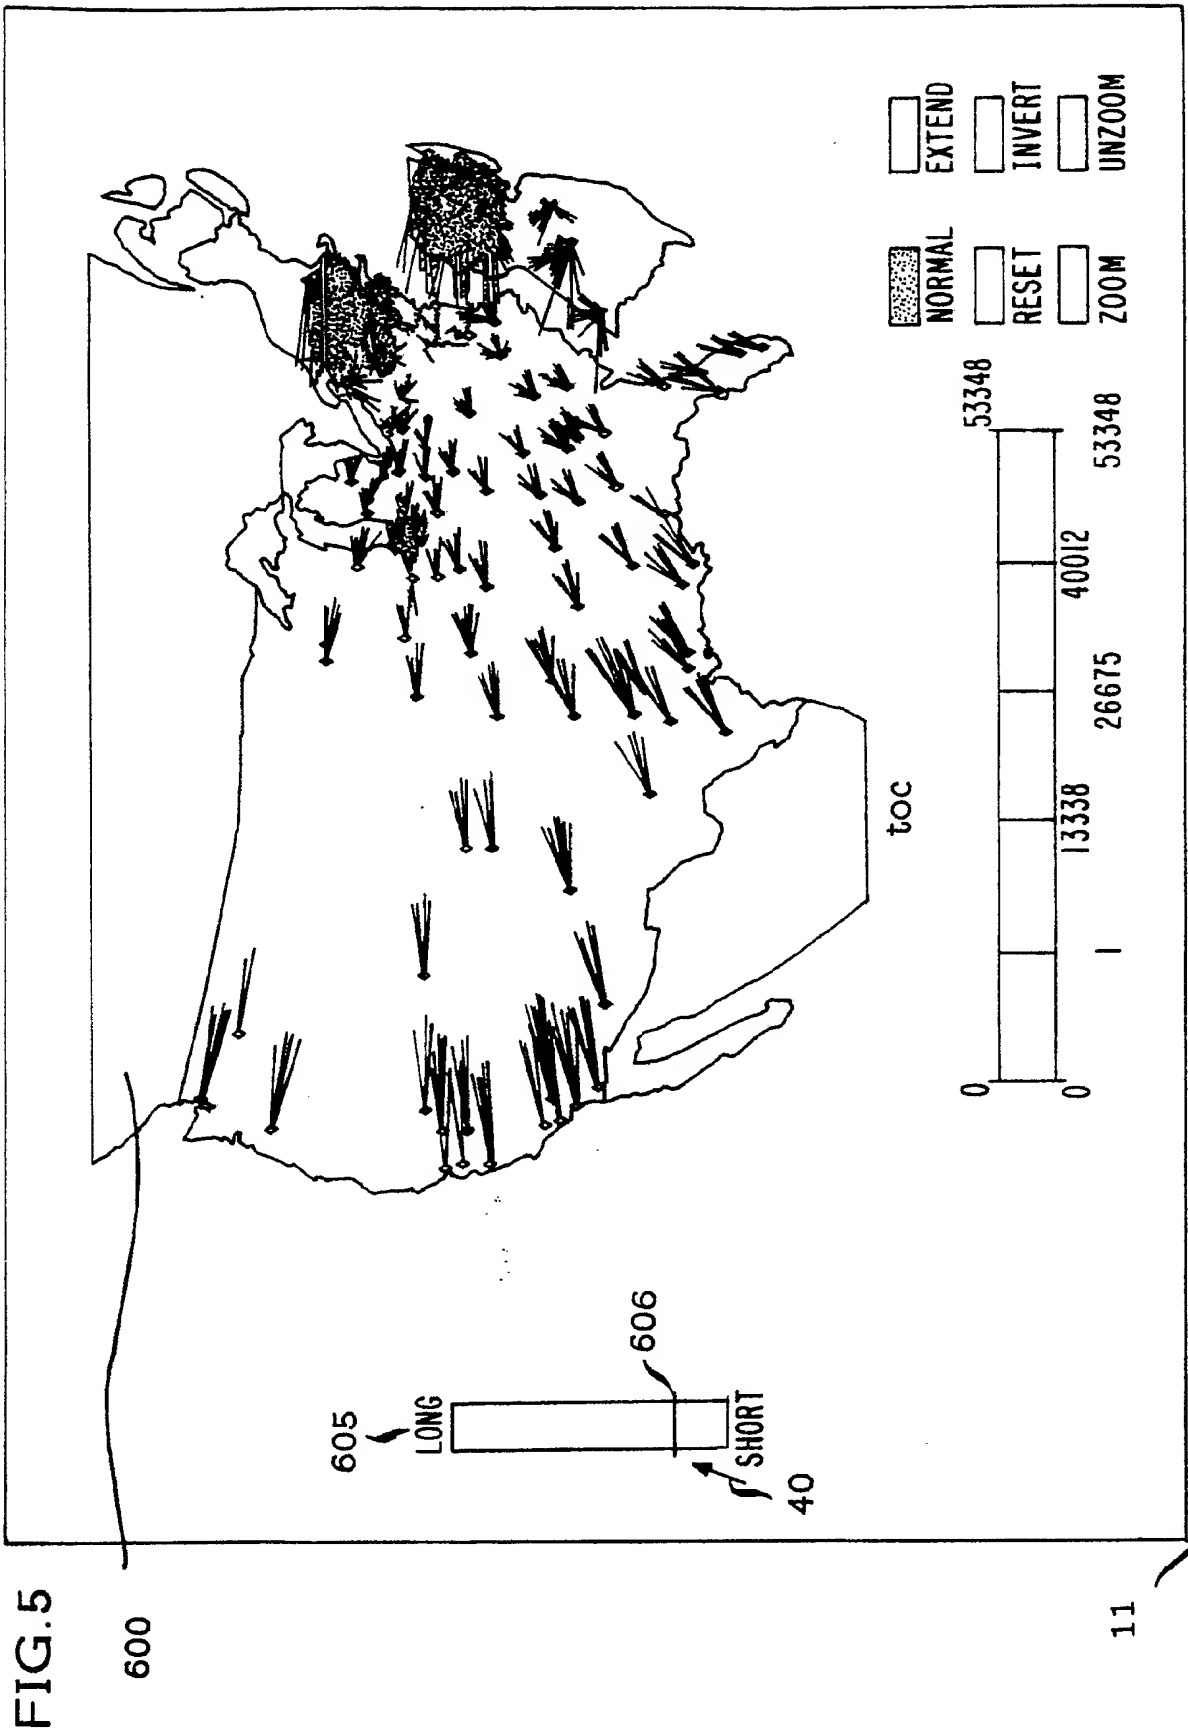 FIG.5
600
11
605
LONG
SHORT
606
40
toc
0
53348
0
1
13338
26675
40012
53348
NORMAL
EXTEND
RESET
INVERT
ZOOM
UNZOOM